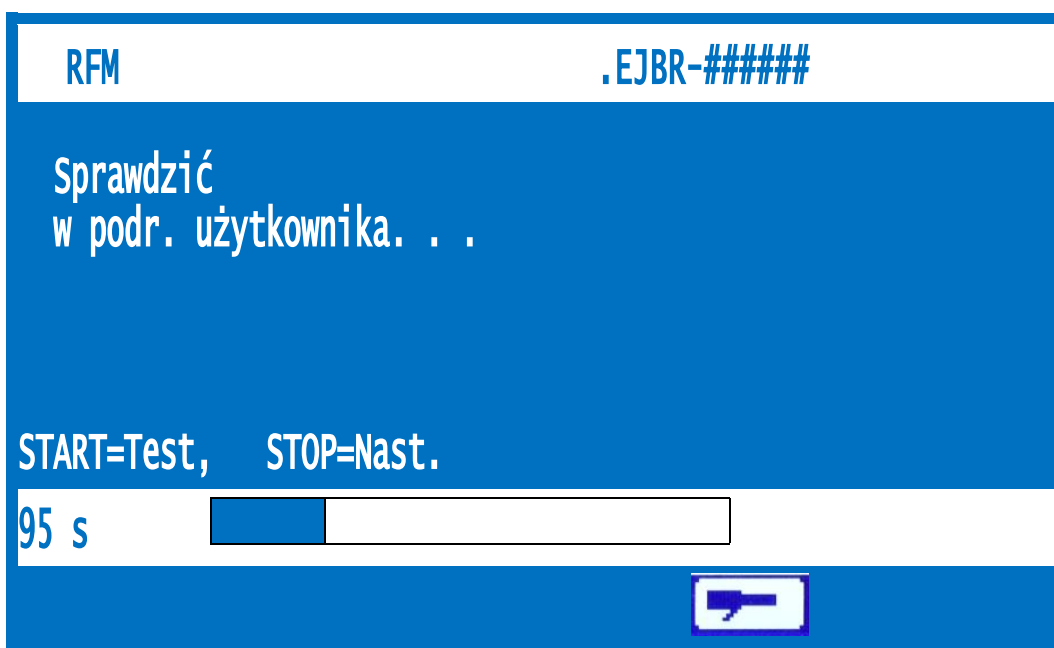 RFM .EJBR-######
Sprawdzić
w podr. użytkownika. . .
START=Test, STOP=Nast.
95 s